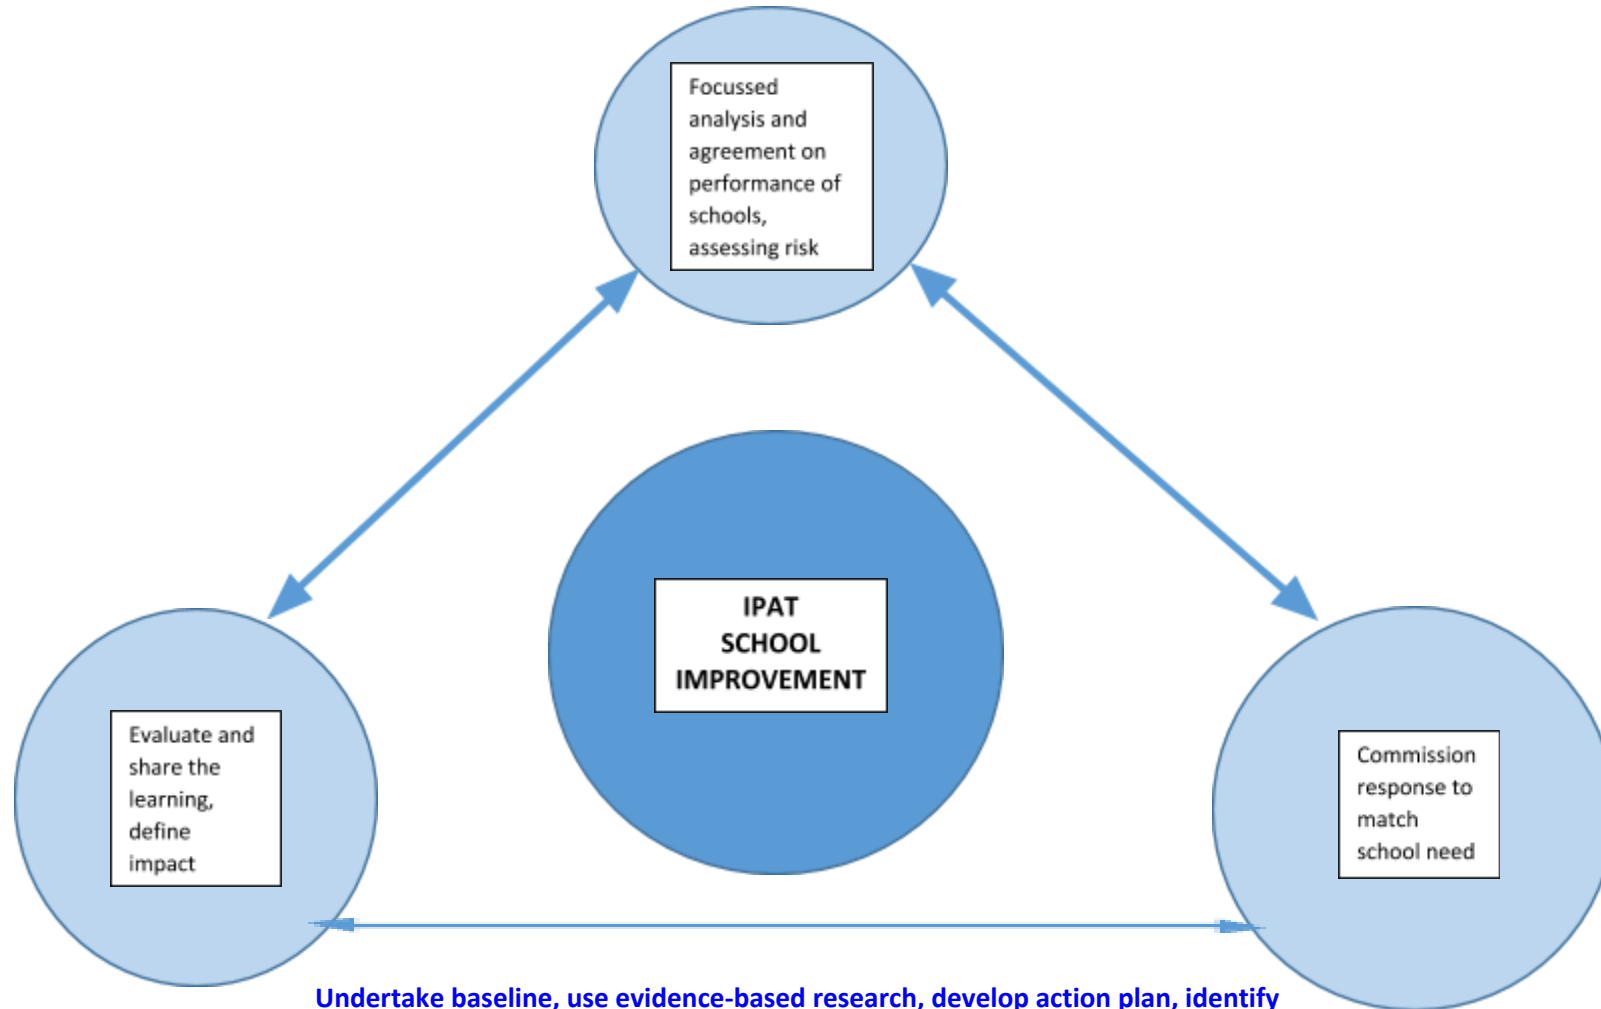 Focussed
analysis and
agreement on
performance of
schools,
assessing risk
IPAT
SCHOOL
IMPROVEMENT
Evaluate and
share the
learning,
define
impact
Commission
response to
match
school need
Undertake baseline, use evidence-based research, develop action plan, identify